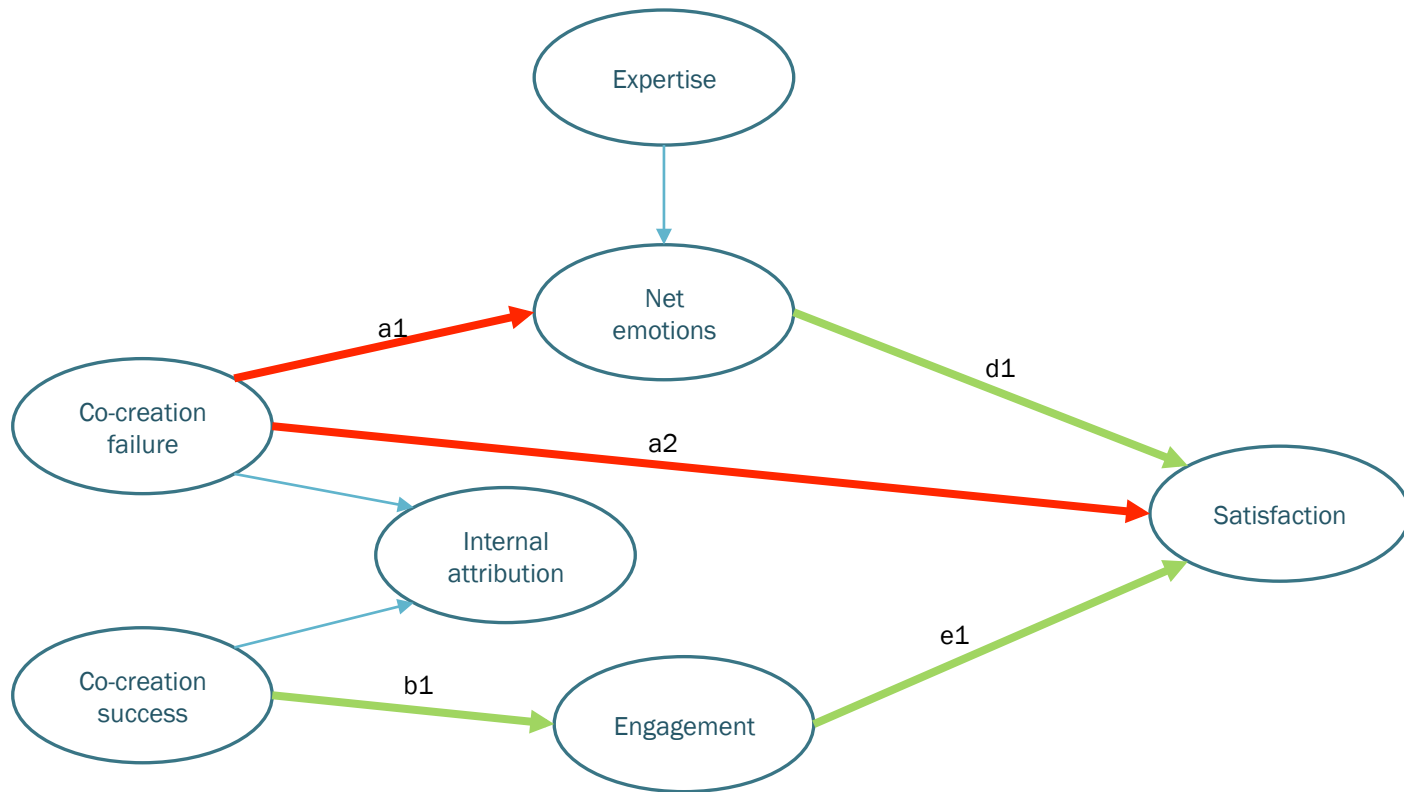 Expertise
Net
emotions
a1
d1
Co-creation
failure
a2
Satisfaction
Internal
attribution
e1
Co-creation
success
b1
Engagement